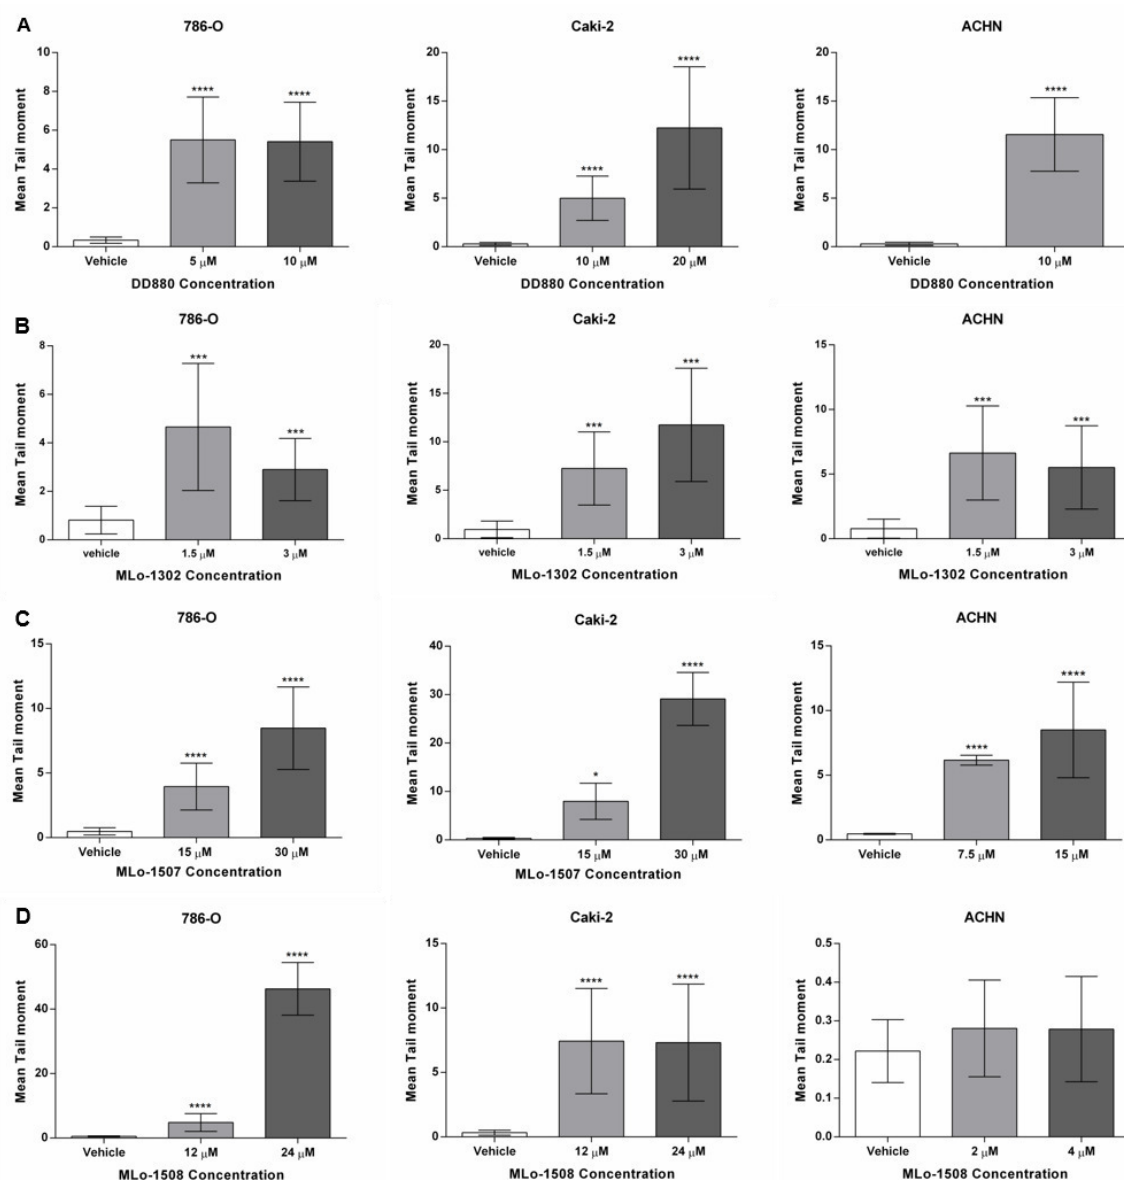 A
786-O
Mean Tail moment
10
8
6
4
2
0
****
****
Vehicle
5 μM
10 μM
DD880 Concentration
Caki-2
Mean Tail moment
20
15
10
5
0
****
****
Vehicle
10 μM
20 μM
DD880 Concentration
ACHN
Mean Tail moment
20
15
10
5
0
****
Vehicle
10 μM
DD880 Concentration
B
786-O
Mean Tail moment
8
6
4
2
0
***
***
vehicle
1.5 μM
3 μM
MLo-1302 Concentration
Caki-2
Mean Tail moment
20
15
10
5
0
***
***
vehicle
1.5 μM
3 μM
MLo-1302 Concentration
ACHN
Mean Tail moment
15
10
5
0
***
***
vehicle
1.5 μM
3 μM
MLo-1302 Concentration
C
786-O
Mean Tail moment
15
10
5
0
****
****
Vehicle
15 μM
30 μM
MLo-1507 Concentration
Caki-2
Mean Tail moment
40
30
20
10
0
*
****
Vehicle
15 μM
30 μM
MLo-1507 Concentration
ACHN
Mean Tail moment
15
10
5
0
****
****
Vehicle
7.5 μM
15 μM
D
786-O
Mean Tail moment
60
40
20
0
****
****
Vehicle
12 μM
24 μM
MLo-1508 Concentration
Caki-2
Mean Tail moment
15
10
5
0
****
****
Vehicle
12 μM
24 μM
MLo-1508 Concentration
ACHN
Mean Tail moment
0.5
0.4
0.3
0.2
0.1
0.0
Vehicle
2 μM
4 μM
MLo-1508 Concentration